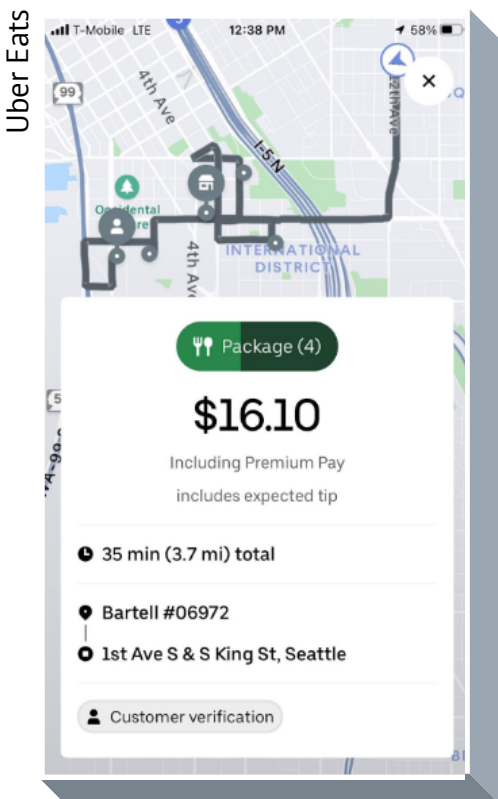 Uber Eats
T-Mobile LTE
12:38 PM
58%
99
4th Ave
I-5 N
12th Ave
Occidental
4th Av
INTERNATIONAL
DISTRICT
Package (4)
$16.10
Including Premium Pay
includes expected tip
35 min (3.7 mi) total
Bartell #06972
1st Ave S & S King St, Seattle
Customer verification